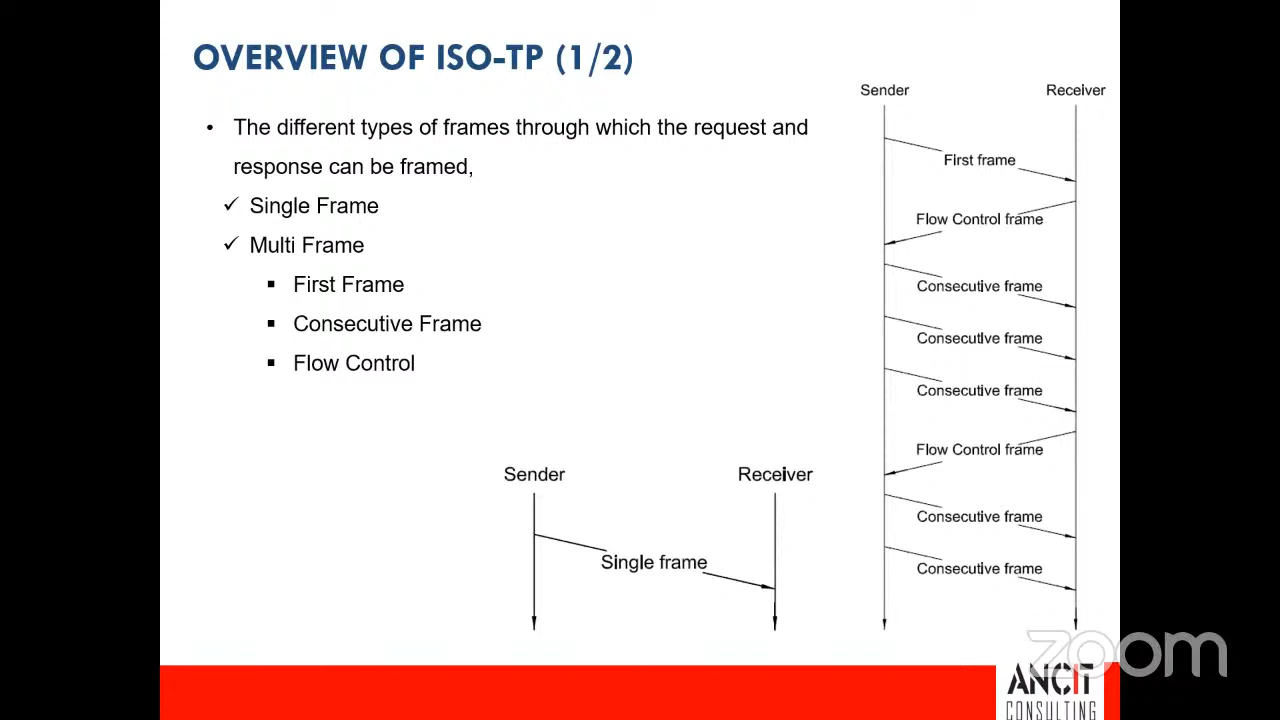 OVERVIEW OF ISO-TP (1/2)
• The different types of frames through which the request and
response can be framed,
✓ Single Frame
✓ Multi Frame
▪ First Frame
▪ Consecutive Frame
▪ Flow Control
Sender Receiver
Single frame
Sender Receiver
First frame
Flow Control frame
Consecutive frame
Consecutive frame
Consecutive frame
Flow Control frame
Consecutive frame
Consecutive frame
zoom
ANCIT
CONSULTING